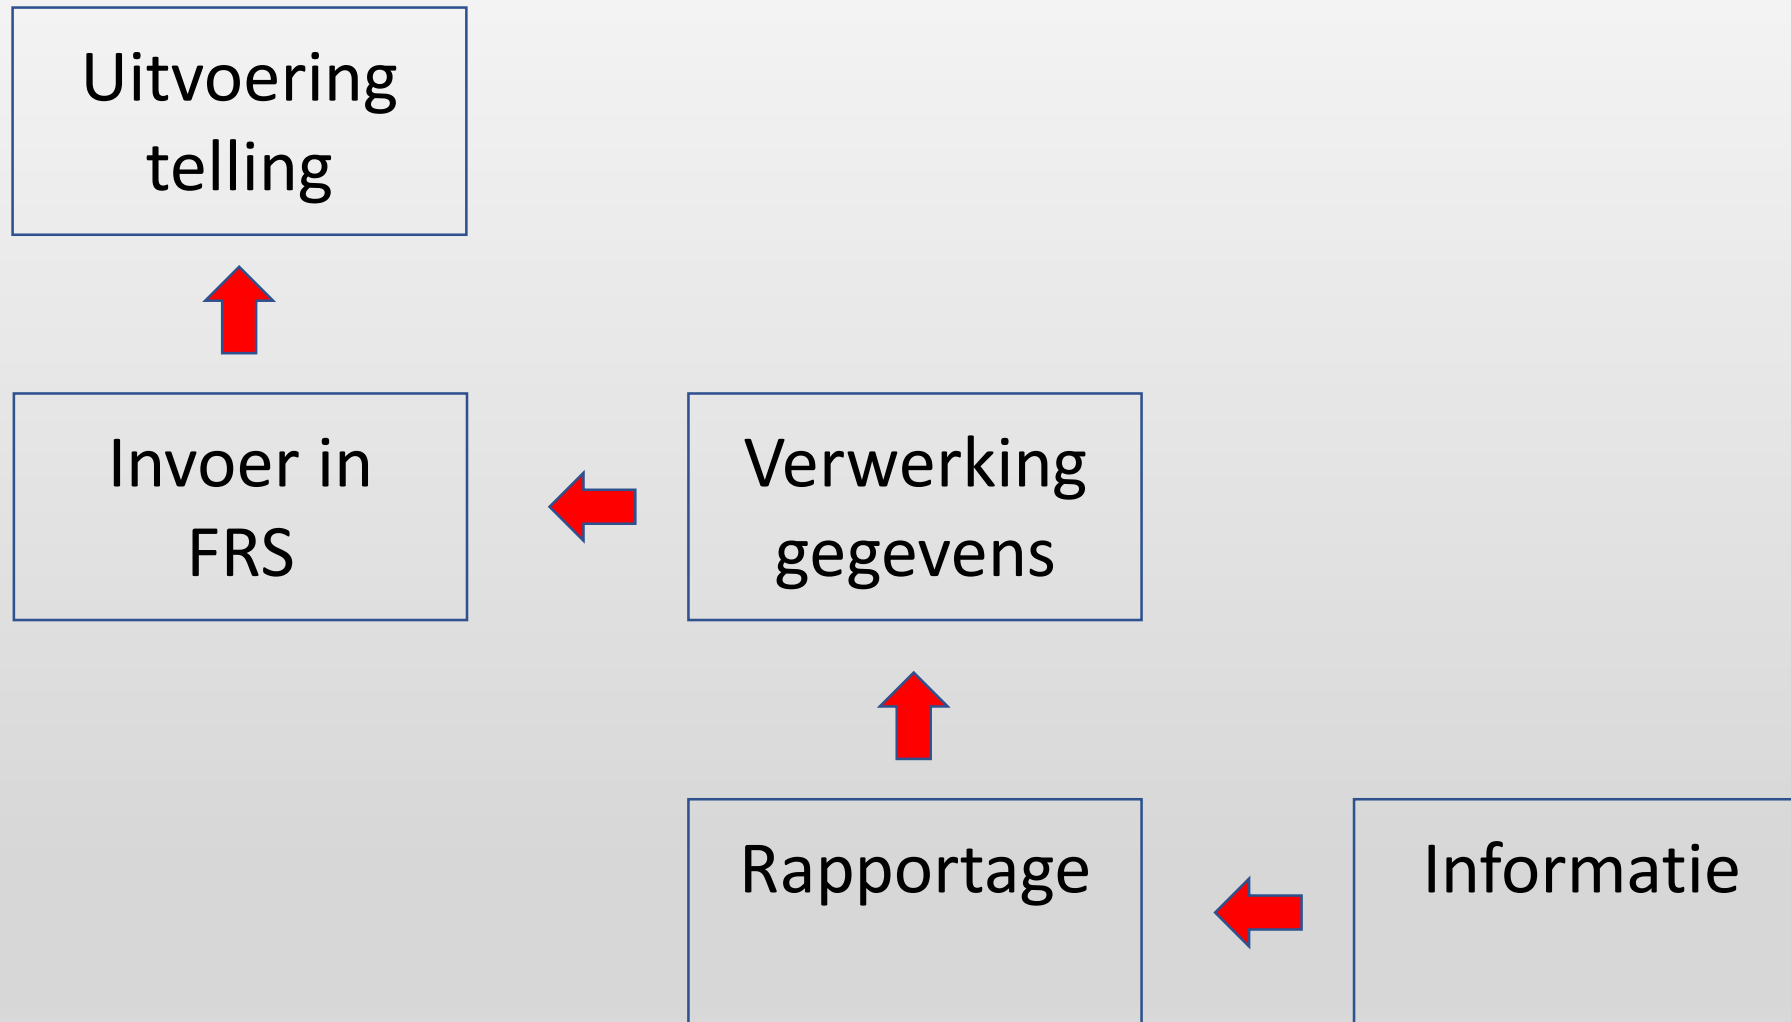 Uitvoering
telling
Invoer in
FRS
Verwerking
gegevens
Rapportage
Informatie